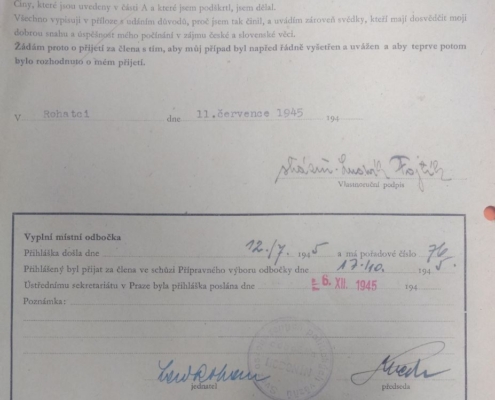 Činy, které jsou uvedeny v části A a které jsem podškrtl, jsem dělal.
Všechno vypisuji v příloze s udáním důvodů, proč jsem tak činil, a uvádím zároveň svědky, kteří mají dosvědčit moji
dobrou snahu a úspěšnost mého počínání v zájmu české a slovenské věci.
Žádám proto o přijetí za člena s tím, aby můj případ byl napřed řádně vyšetřen a uvážen a aby teprve potom
bylo rozhodnuto o mém přijetí.
V Rohatci dne 11.července 1945 194
Fojtík
Vlastnoruční podpis
Vyplní místní odbočka
Přihláška došla dne 12./7. 1945 a má pořadové číslo 76
Přihlášený byl přijat za člena ve schůzi Přípravného výboru odbočky dne 17.10. 1945.
Ústřednímu sekretariátu v Praze byla přihláška poslána dne 6. XII. 1945 194
Poznámka:
jednatel předseda